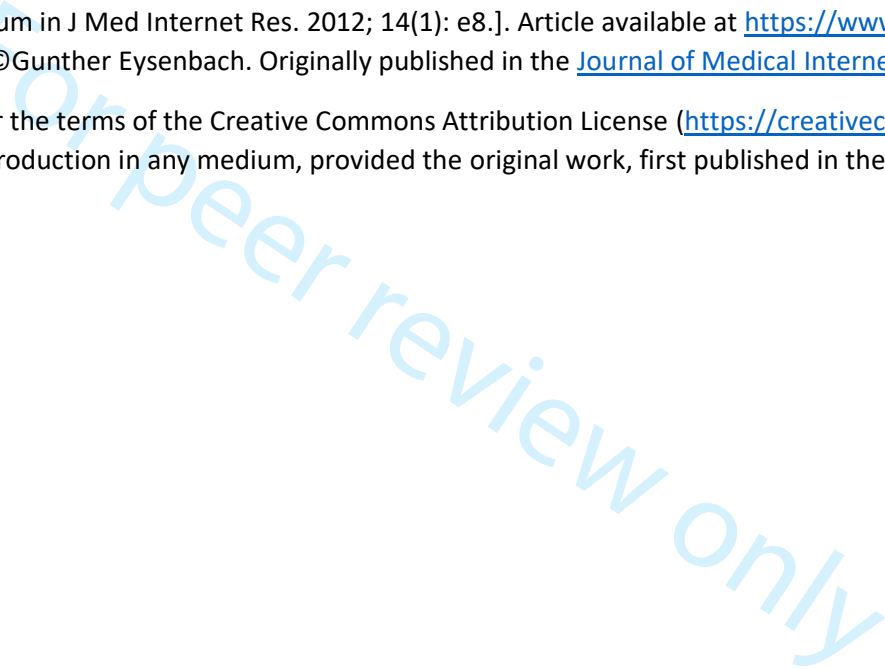 um in J Med Internet Res. 2012; 14(1): e8.]. Article available at https://www
©Gunther Eysenbach. Originally published in the Journal of Medical Interne
r the terms of the Creative Commons Attribution License (https://creativec
production in any medium, provided the original work, first published in the
For peer review only